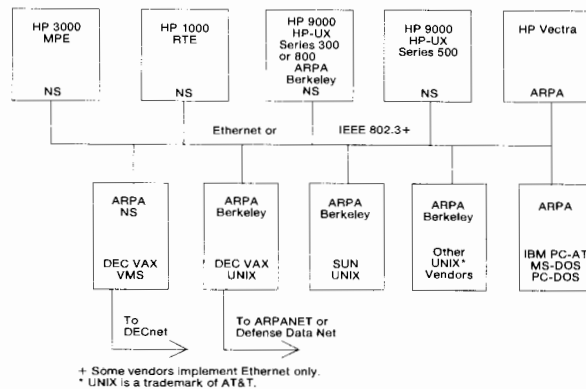 HP 3000
MPE
NS
HP 1000
RTE
NS
HP 9000
HP-UX
Series 300
or 800
ARPA
Berkeley
NS
HP 9000
HP-UX
Series 500
NS
HP Vectra
ARPA
Ethernet or IEEE 802.3+
ARPA
NS
DEC VAX
VMS
ARPA
Berkeley
DEC VAX
UNIX
ARPA
Berkeley
SUN
UNIX
ARPA
Berkeley
Other
UNIX*
Vendors
ARPA
IBM PC-AT
MS-DOS
PC-DOS
To
DECnet
To ARPANET or
Defense Data Net
+ Some vendors implement Ethernet only.
* UNIX is a trademark of AT&T.